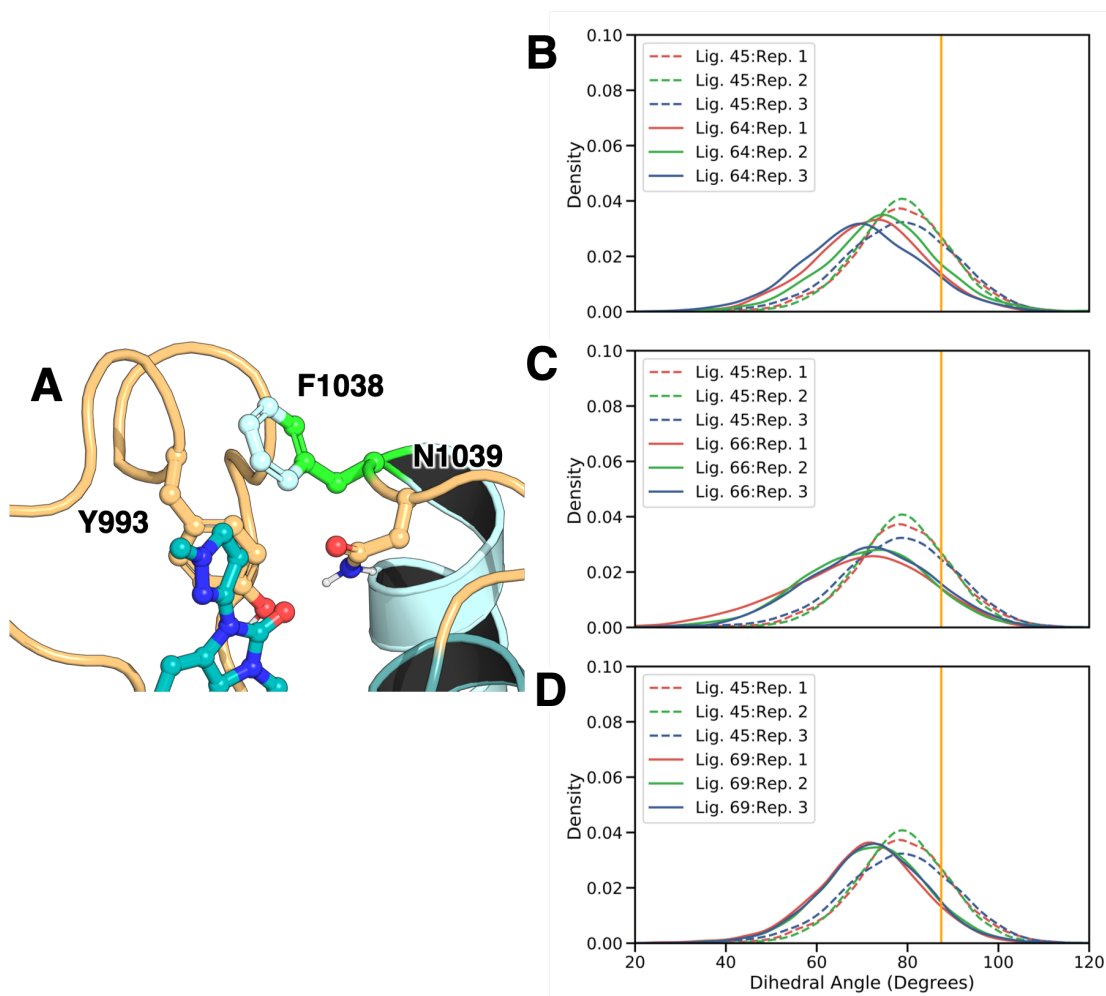 A
F1038
N1039
Y993
B
0.10
0.08
0.06
0.04
0.02
0.00
Density
Lig. 45:Rep. 1
Lig. 45:Rep. 2
Lig. 45:Rep. 3
Lig. 64:Rep. 1
Lig. 64:Rep. 2
Lig. 64:Rep. 3
C
0.10
0.08
0.06
0.04
0.02
0.00
Density
Lig. 45:Rep. 1
Lig. 45:Rep. 2
Lig. 45:Rep. 3
Lig. 66:Rep. 1
Lig. 66:Rep. 2
Lig. 66:Rep. 3
D
0.10
0.08
0.06
0.04
0.02
0.00
Density
Lig. 45:Rep. 1
Lig. 45:Rep. 2
Lig. 45:Rep. 3
Lig. 69:Rep. 1
Lig. 69:Rep. 2
Lig. 69:Rep. 3
20 40 60 80 100 120
Dihedral Angle (Degrees)